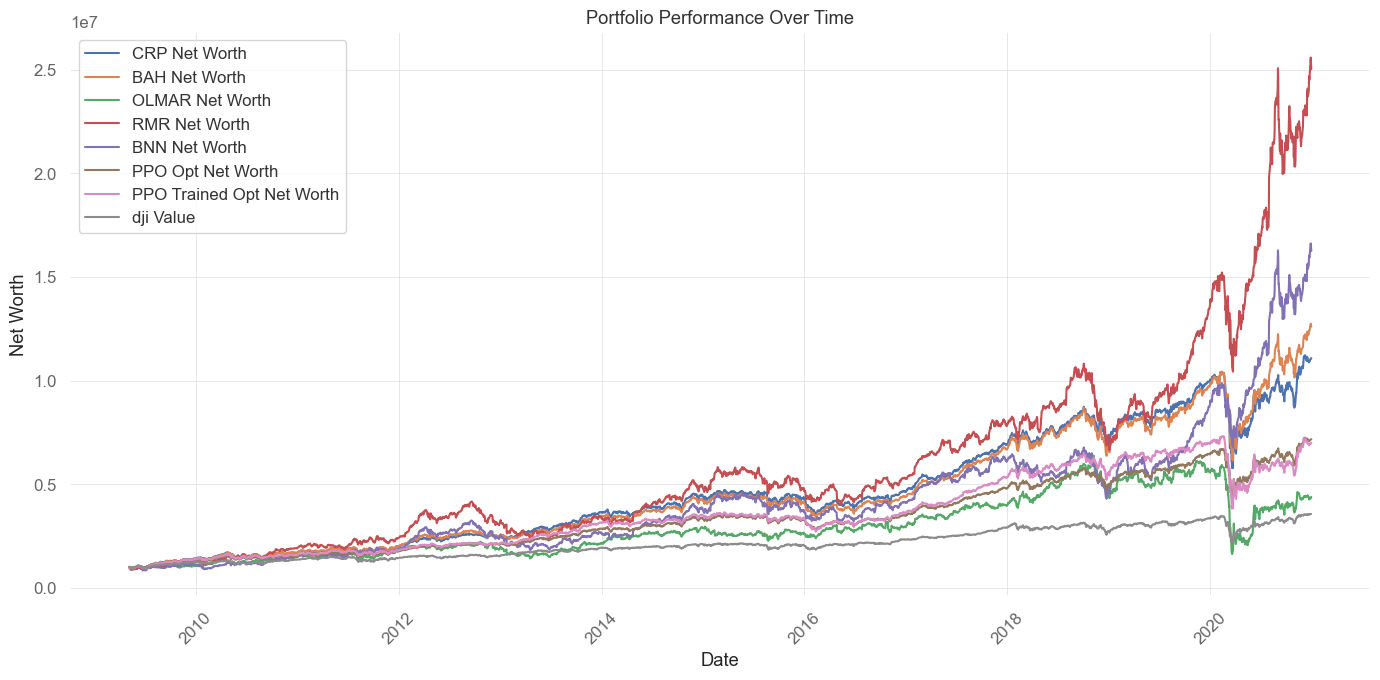 Portfolio Performance Over Time
1e7
CRP Net Worth
BAH Net Worth
OLMAR Net Worth
RMR Net Worth
BNN Net Worth
PPO Opt Net Worth
PPO Trained Opt Net Worth
dji Value
2.5
2.0
1.5
1.0
0.5
0.0
Net Worth
2010
2012
2014
2016
2018
2020
Date